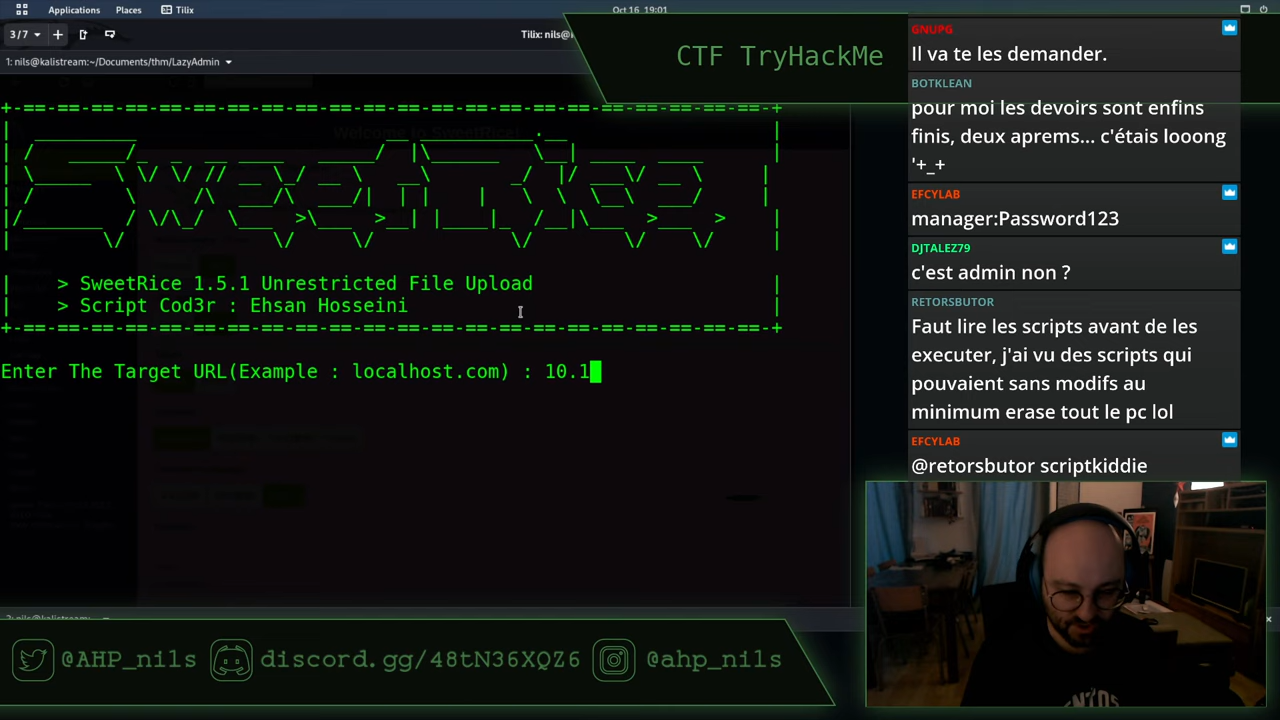 Applications Places Tilix
Oct 16, 19:01
3/7
Tilix: nils@
1: nils@kalistream:~/Documents/thm/LazyAdmin
CTF TryHackMe
> SweetRice 1.5.1 Unrestricted File Upload
> Script Cod3r : Ehsan Hosseini
Enter The Target URL(Example : localhost.com) : 10.1
GNUPG
Il va te les demander.
BOTKLEAN
pour moi les devoirs sont enfins
finis, deux aprems... c'étais looong
'+_+
EFCYLAB
manager:Password123
DJTALEZ79
c'est admin non ?
RETORSBUTOR
Faut lire les scripts avant de les
executer, j'ai vu des scripts qui
pouvaient sans modifs au
minimum erase tout le pc lol
EFCYLAB
@retorsbutor scriptkiddie
@AHP_nils discord.gg/48tN36XQZ6 @ahp_nils